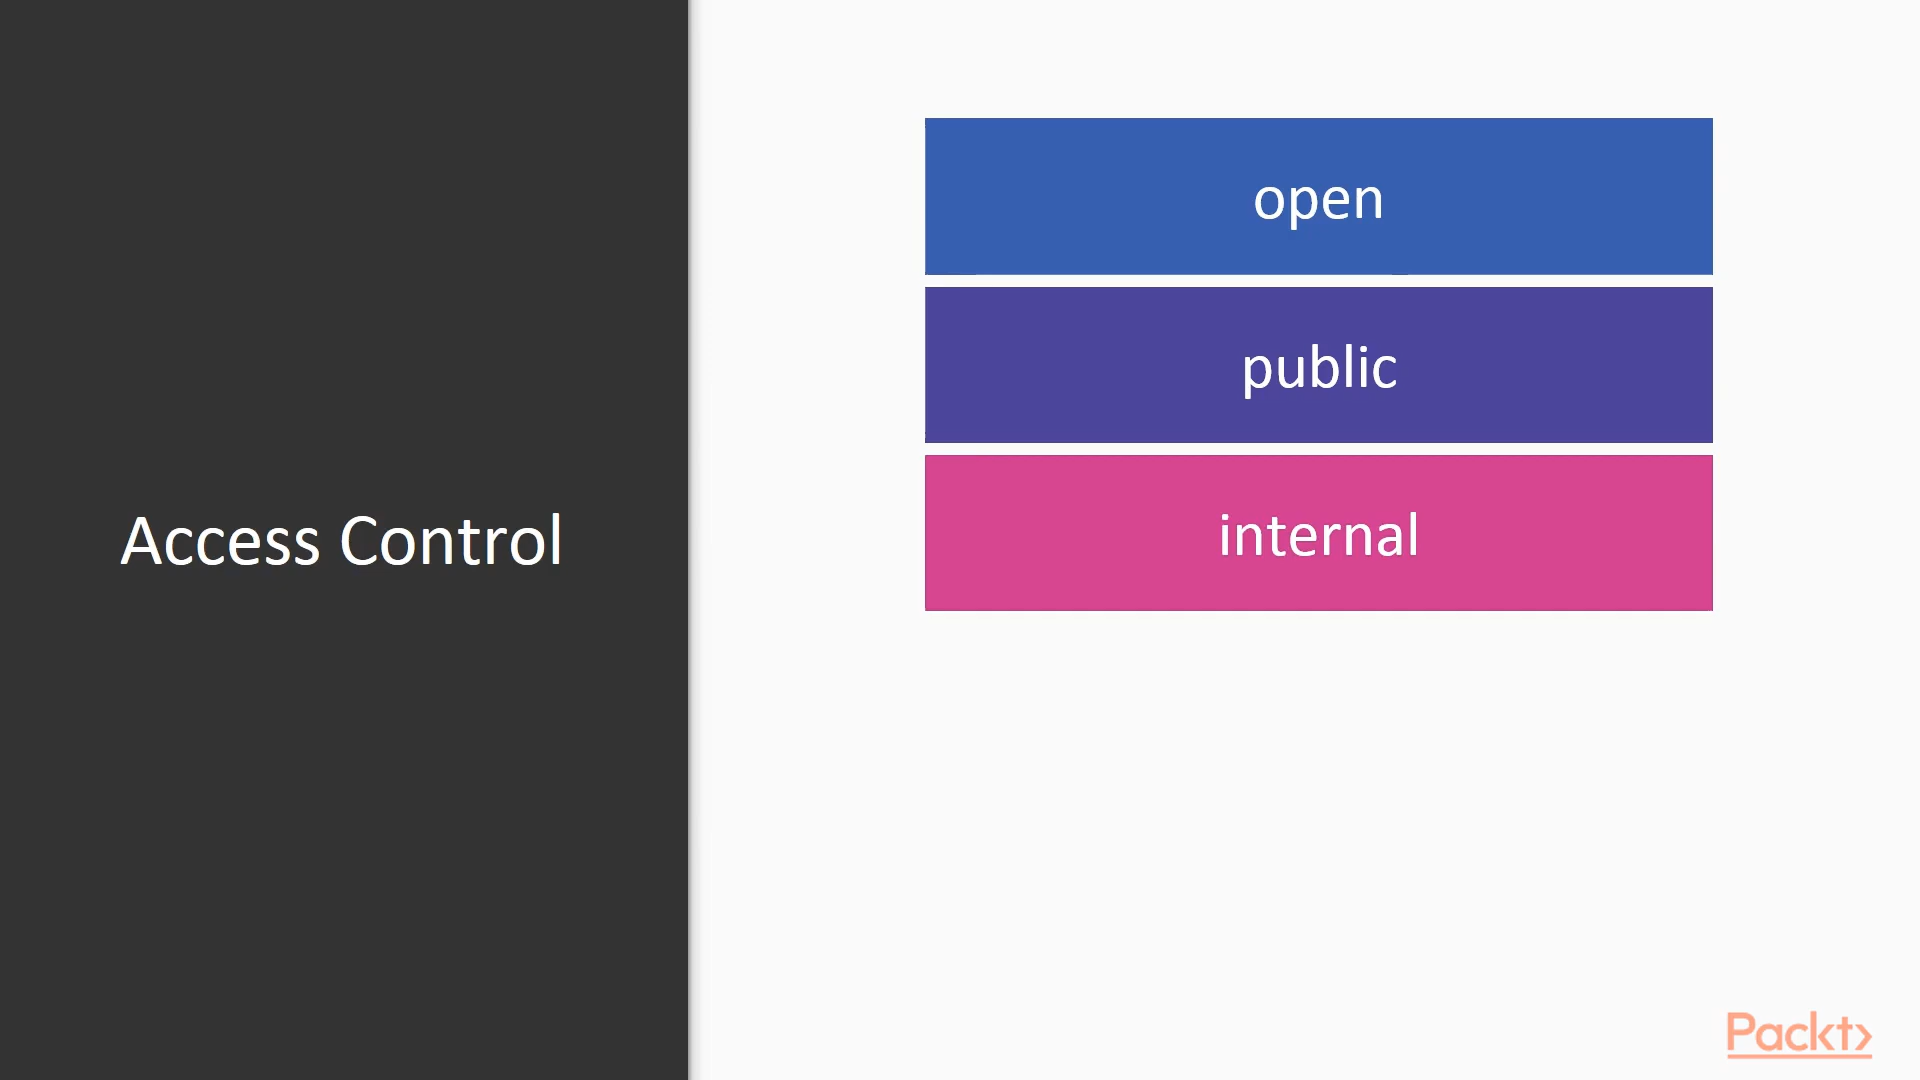 Access Control
open
public
internal
Packt